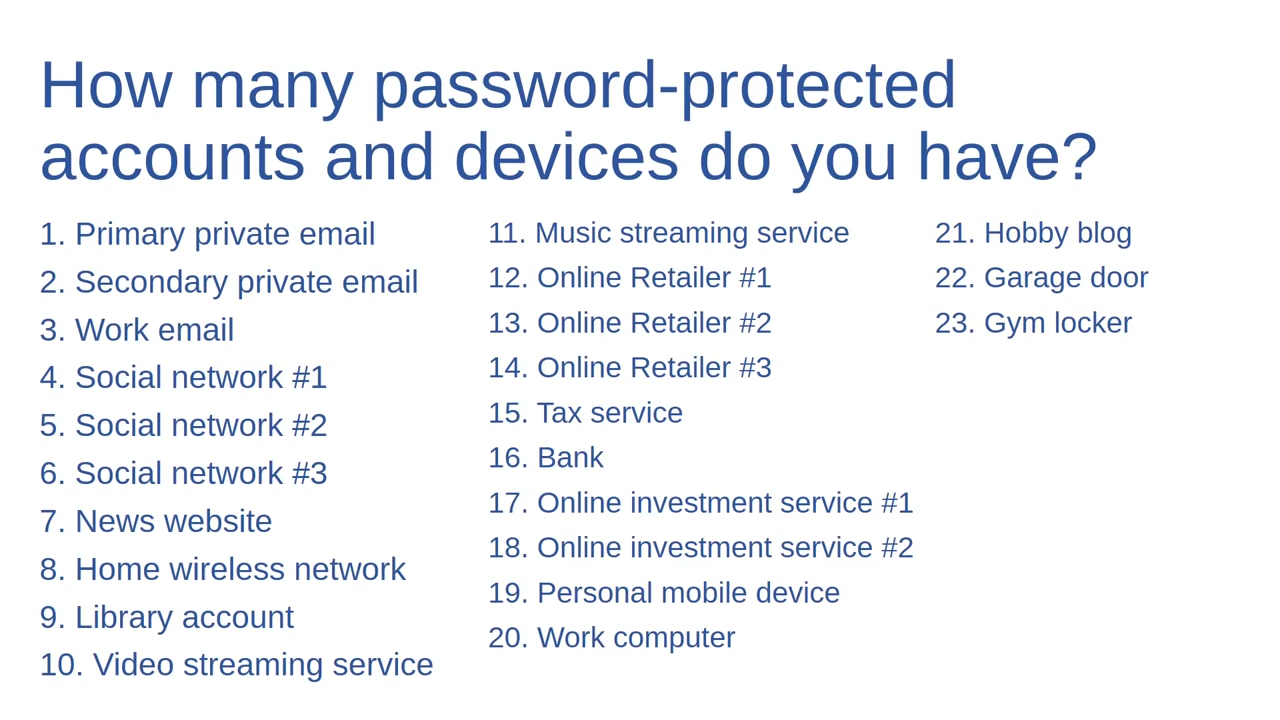 How many password-protected
accounts and devices do you have?
1. Primary private email
2. Secondary private email
3. Work email
4. Social network #1
5. Social network #2
6. Social network #3
7. News website
8. Home wireless network
9. Library account
10. Video streaming service
11. Music streaming service
12. Online Retailer #1
13. Online Retailer #2
14. Online Retailer #3
15. Tax service
16. Bank
17. Online investment service #1
18. Online investment service #2
19. Personal mobile device
20. Work computer
21. Hobby blog
22. Garage door
23. Gym locker